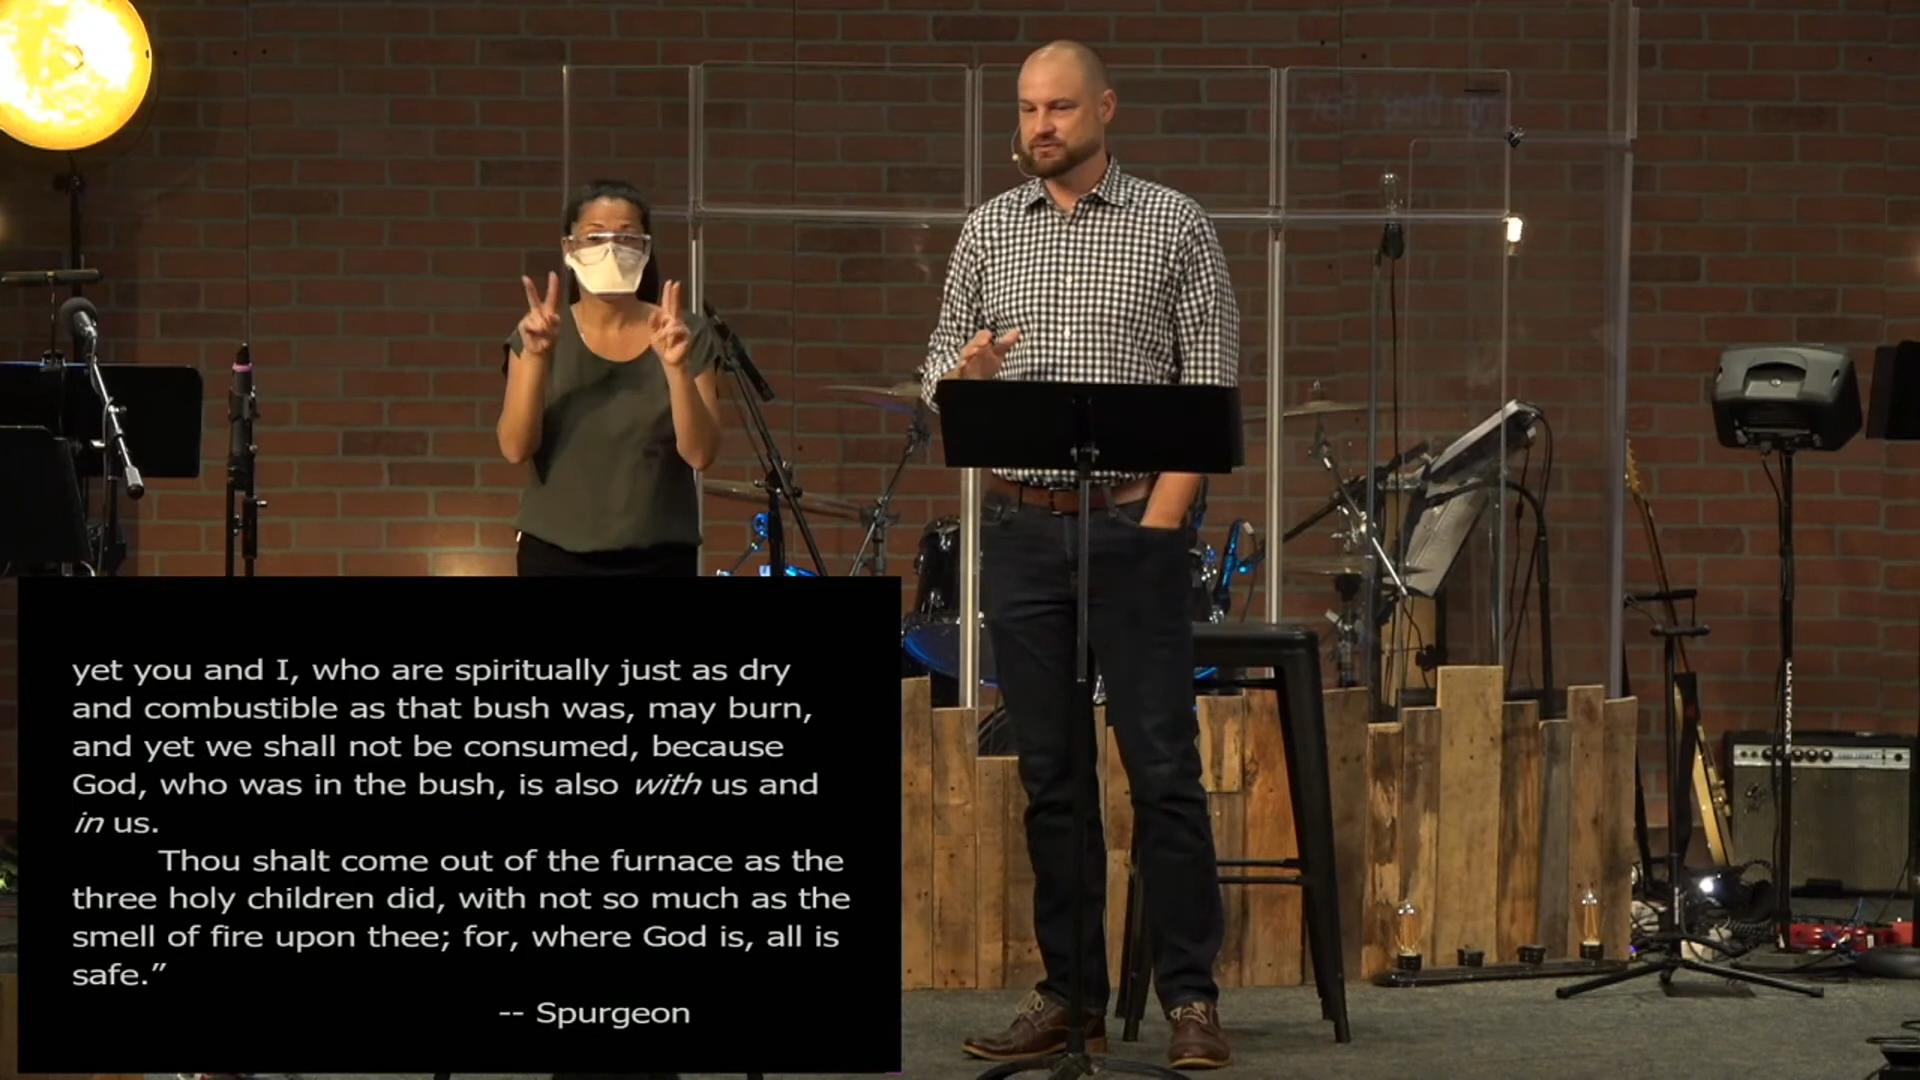 yet you and I, who are spiritually just as dry
and combustible as that bush was, may burn,
and yet we shall not be consumed, because
God, who was in the bush, is also with us and
in us.
Thou shalt come out of the furnace as the
three holy children did, with not so much as the
smell of fire upon thee; for, where God is, all is
safe.”
-- Spurgeon